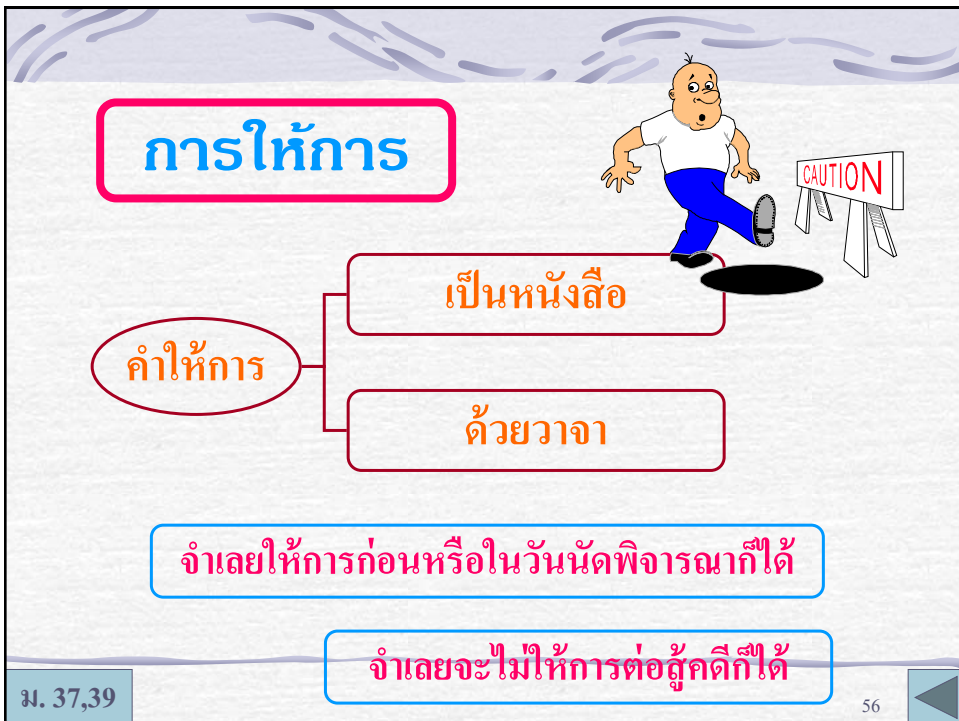 การให้การ
CAUTION
เป็นหนังสือ
คำให้การ
ด้วยวาจา
จำเลยให้การก่อนหรือในวันนัดพิจารณาก็ได้
จำเลยจะไม่ให้การต่อสู้คดีก็ได้
ม. 37,39
56